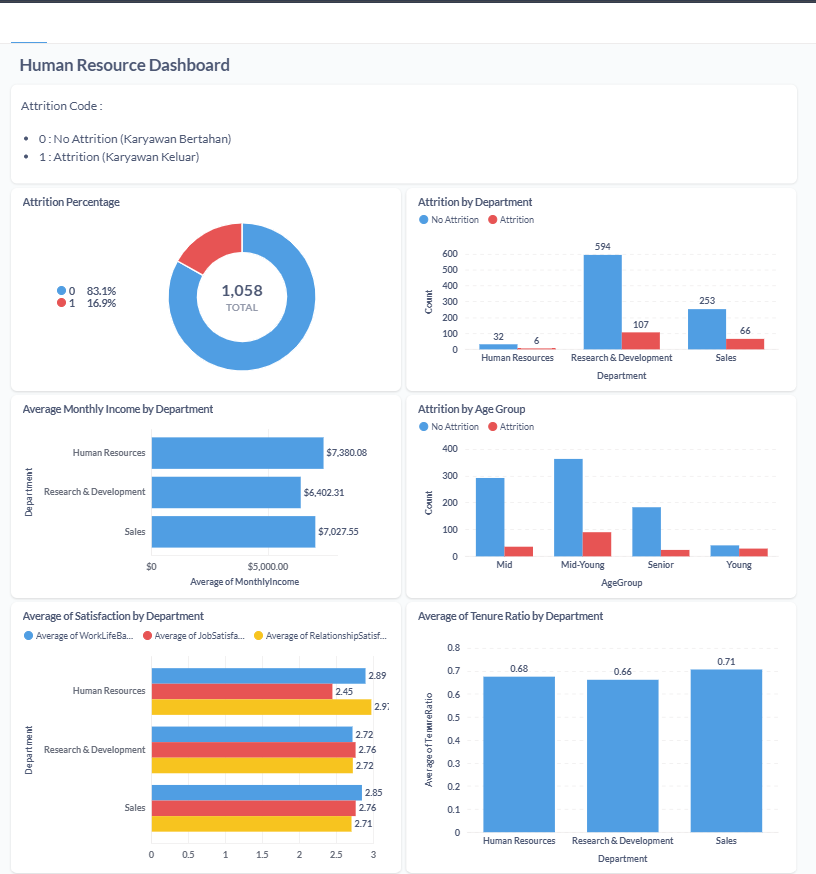 Human Resource Dashboard
Attrition Code :
0 : No Attrition (Karyawan Bertahan)
1 : Attrition (Karyawan Keluar)
Attrition Percentage
0 83.1%
1 16.9%
1,058
TOTAL
Attrition by Department
No Attrition Attrition
Count
600
500
400
300
200
100
0
32 6
594 107
253 66
Human Resources Research & Development Sales
Department
Average Monthly Income by Department
Department
Human Resources $7,380.08
Research & Development $6,402.31
Sales $7,027.55
$0 $5,000.00
Average of MonthlyIncome
Attrition by Age Group
No Attrition Attrition
Count
400
300
200
100
0
Mid Mid-Young Senior Young
AgeGroup
Average of Satisfaction by Department
Average of WorkLifeBa... Average of JobSatisfa... Average of RelationshipSatisf...
Department
Human Resources
2.89
2.45
2.97
Research & Development
2.72
2.76
2.72
Sales
2.85
2.76
2.71
0 0.5 1 1.5 2 2.5 3
Average of Tenure Ratio by Department
Average of TenureRatio
0.8
0.7
0.6
0.5
0.4
0.3
0.2
0.1
0
0.68 0.66 0.71
Human Resources Research & Development Sales
Department